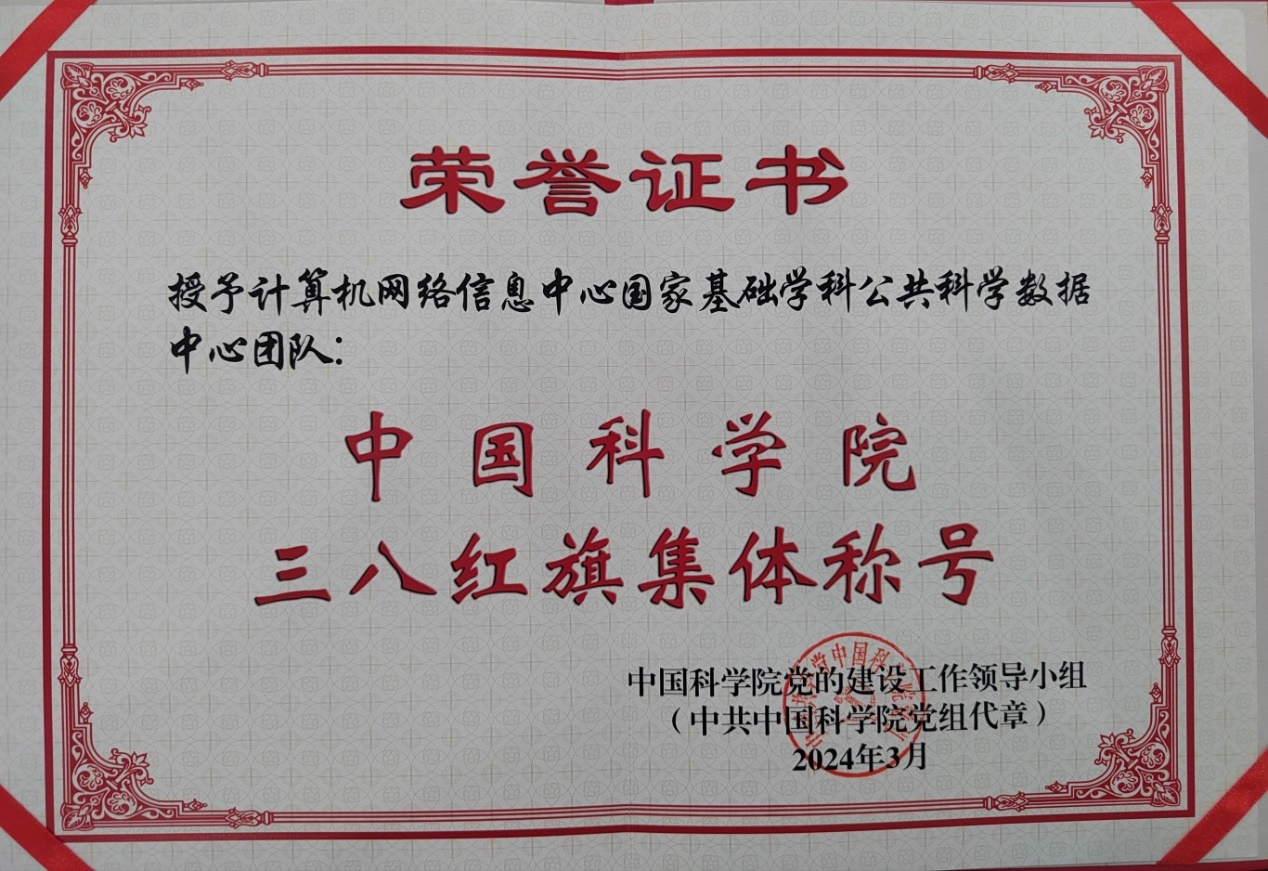 荣誉证书
授予计算机网络信息中心国家基础学科公共科学数据
中心团队：
中国科学院
三八红旗集体称号
中国科学院党的建设工作领导小组
（中共中国科学院党组代章）
2024年3月